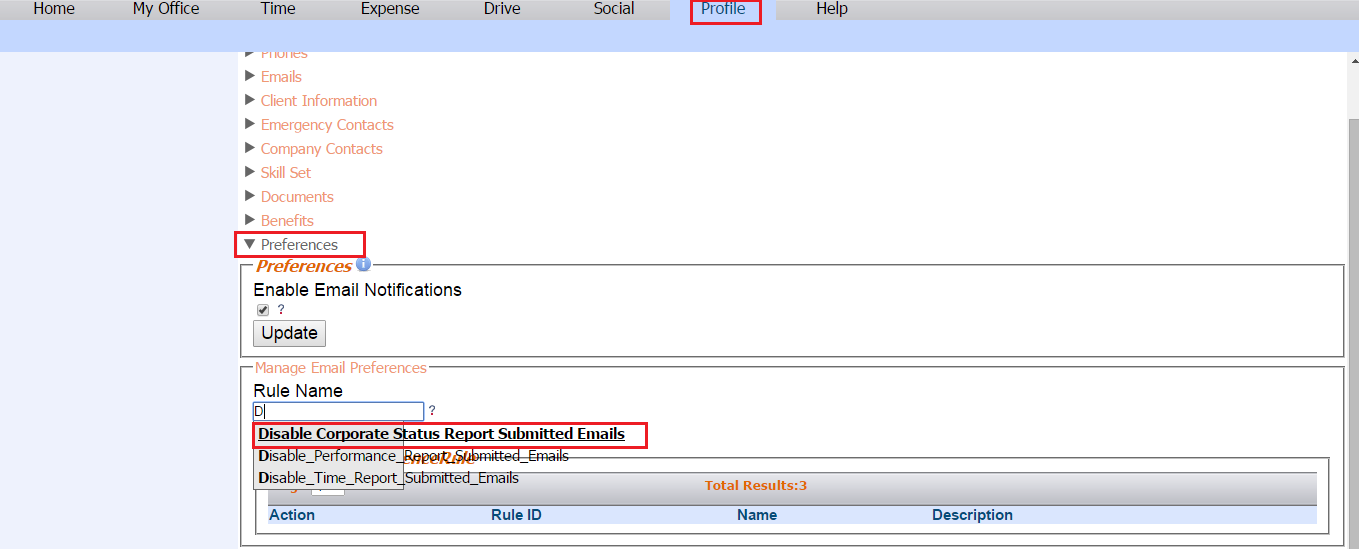 Home My Office Time Expense Drive Social Profile Help
Phones
Emails
Client Information
Emergency Contacts
Company Contacts
Skill Set
Documents
Benefits
Preferences
Preferences i
Enable Email Notifications
?
Update
Manage Email Preferences
Rule Name
D ?
Disable Corporate Status Report Submitted Emails
Disable_Performance_Report_Submitted_Emails
Disable_Time_Report_Submitted_Emails
Total Results:3
Action Rule ID Name Description